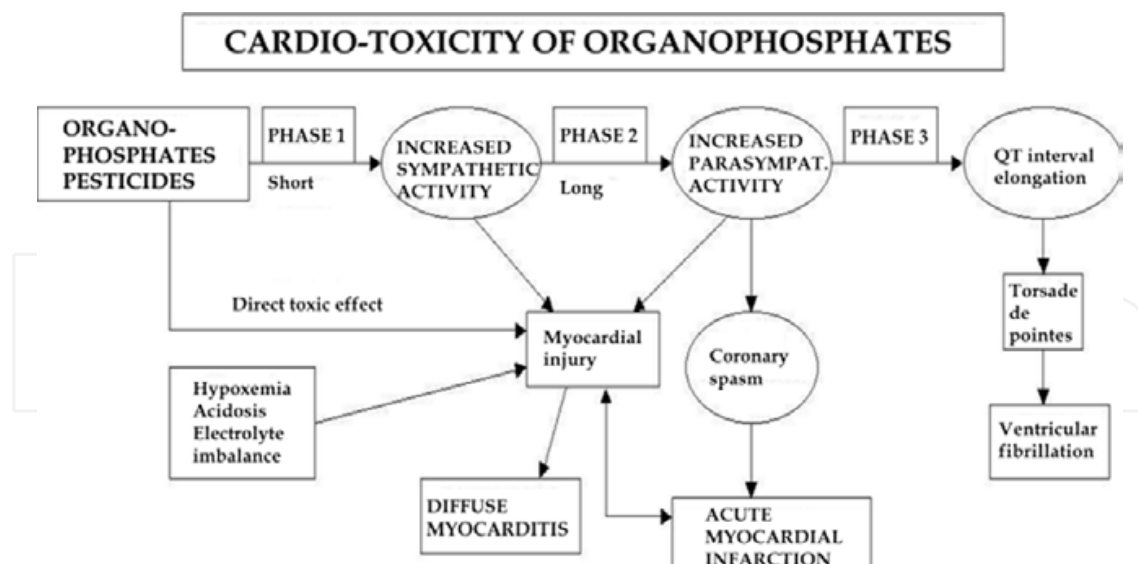 CARDIO-TOXICITY OF ORGANOPHOSPHATES
ORGANO-
PHOSPHATES
PESTICIDES
PHASE 1
Short
INCREASED
SYMPATHETIC
ACTIVITY
PHASE 2
Long
INCREASED
PARASYMPAT.
ACTIVITY
PHASE 3
QT interval
elongation
Direct toxic effect
Myocardial
injury
Coronary
spasm
Torsade
de
pointes
Hypoxemia
Acidosis
Electrolyte
imbalance
Ventricular
fibrillation
DIFFUSE
MYOCARDITIS
ACUTE
MYOCARDIAL
INFARCTION